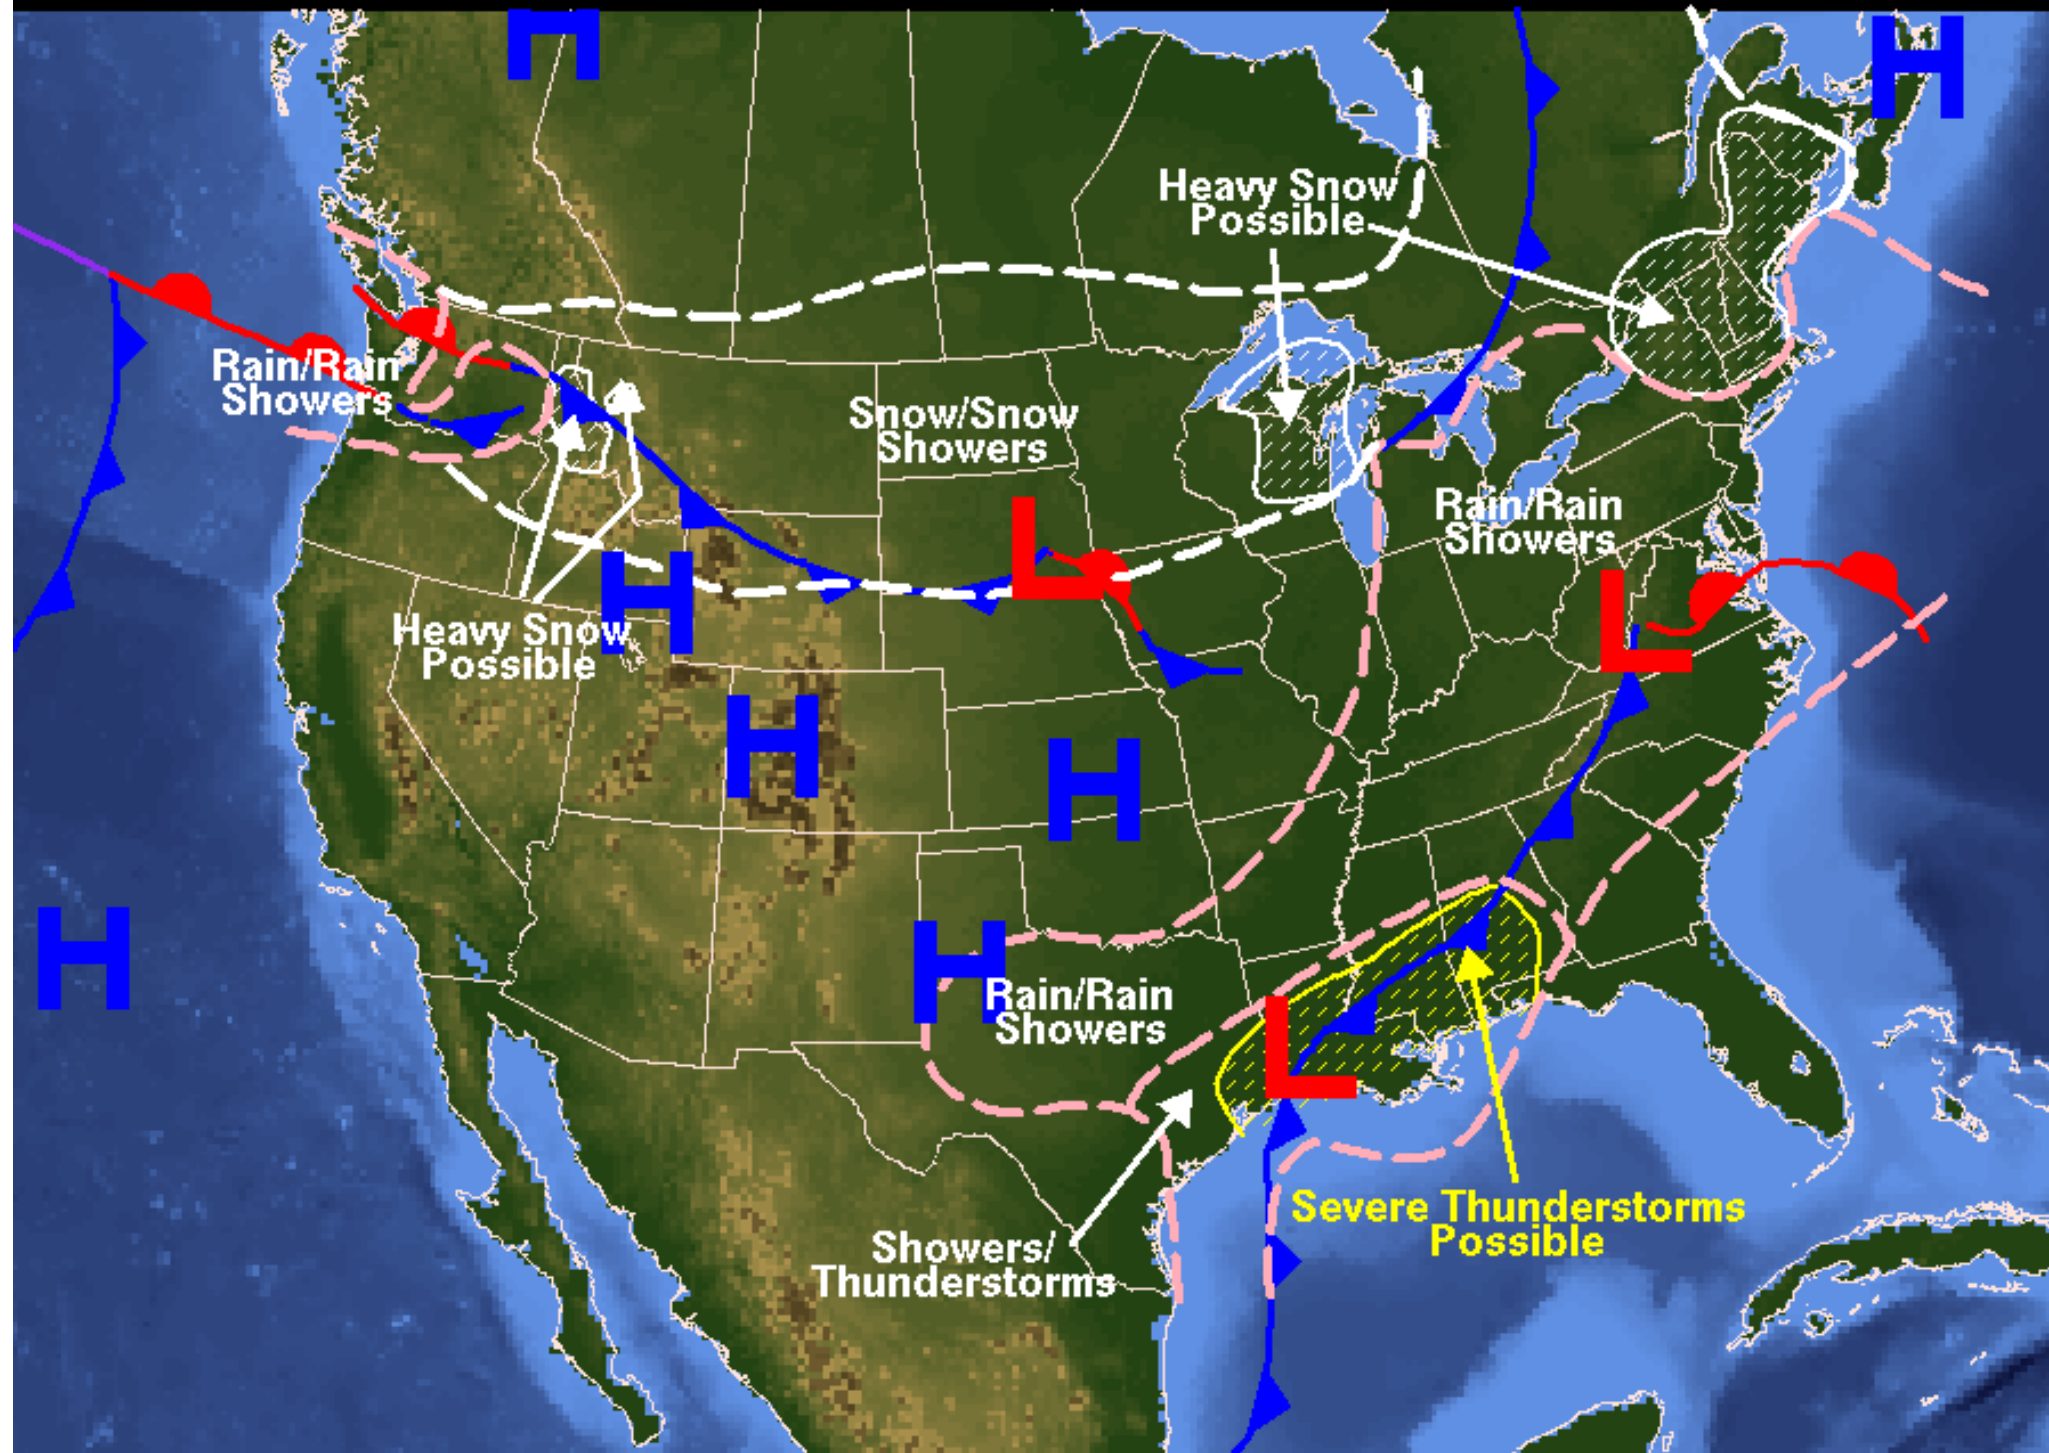 H
H
Heavy Snow
Possible
Rain/Rain
Showers
Snow/Snow
Showers
Rain/Rain
Showers
L
H
L
Heavy Snow
Possible
H
H
H
H
Rain/Rain
Showers
L
Severe Thunderstorms
Possible
Showers/
Thunderstorms